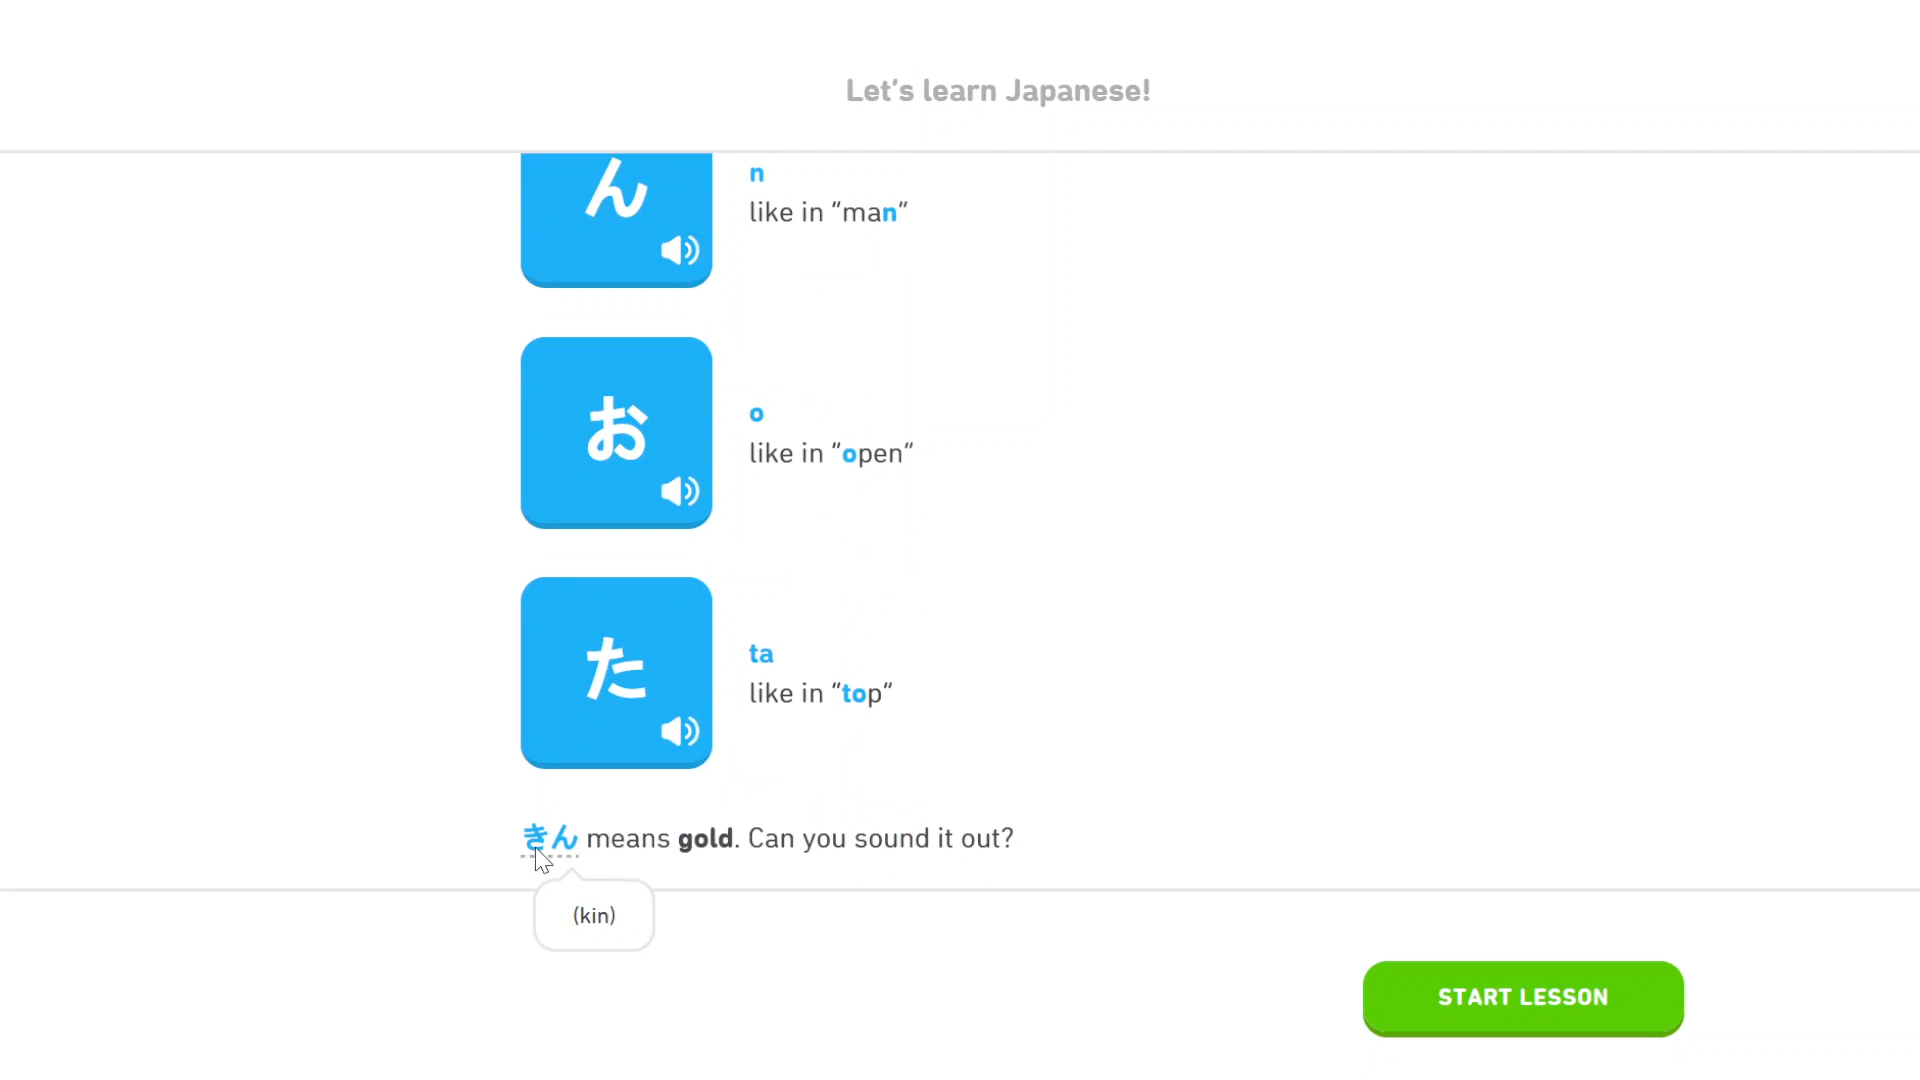 Let's learn Japanese!
ん
n
like in “man”
お
o
like in “open”
た
ta
like in “top”
きん means gold. Can you sound it out?
(kin)
START LESSON